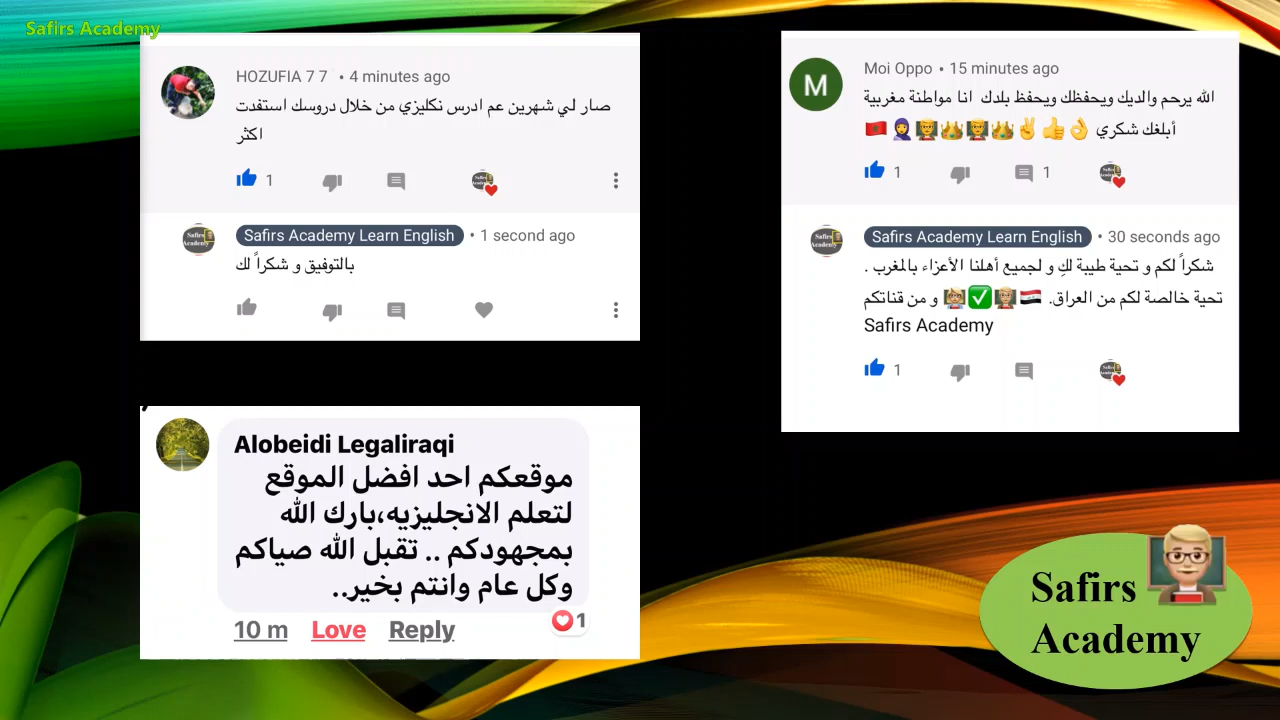 Safirs Academy
HOZUFIA 7 7 • 4 minutes ago
صار لي شهرين عم ادرس نكليزي من خلال دروسك استفدت
اكثر
1
Safirs Academy Learn English • 1 second ago
بالتوفيق و شكراً لك
Alobeidi Legaliraqi
موقعكم احد افضل الموقع
لتعلم الانجليزيه،بارك الله
بمجهودكم .. تقبل الله صياكم
وكل عام وانتم بخير..
10 m Love Reply 1
M
Moi Oppo • 15 minutes ago
الله يرحم والديك ويحفظك ويحفظ بلدك انا مواطنة مغربية
أبلغك شكري 👌👍✌👑👨‍🏫👑👨‍🏫🧕🇲🇦
1 1
Safirs Academy Learn English • 30 seconds ago
شكراً لكم و تحية طيبة لكِ و لجميع أهلنا الأعزاء بالمغرب .
تحية خالصة لكم من العراق. 🇮🇶👨🏼‍🏫✅👩🏼‍🏫 و من قناتكم
Safirs Academy
1
Safirs
Academy